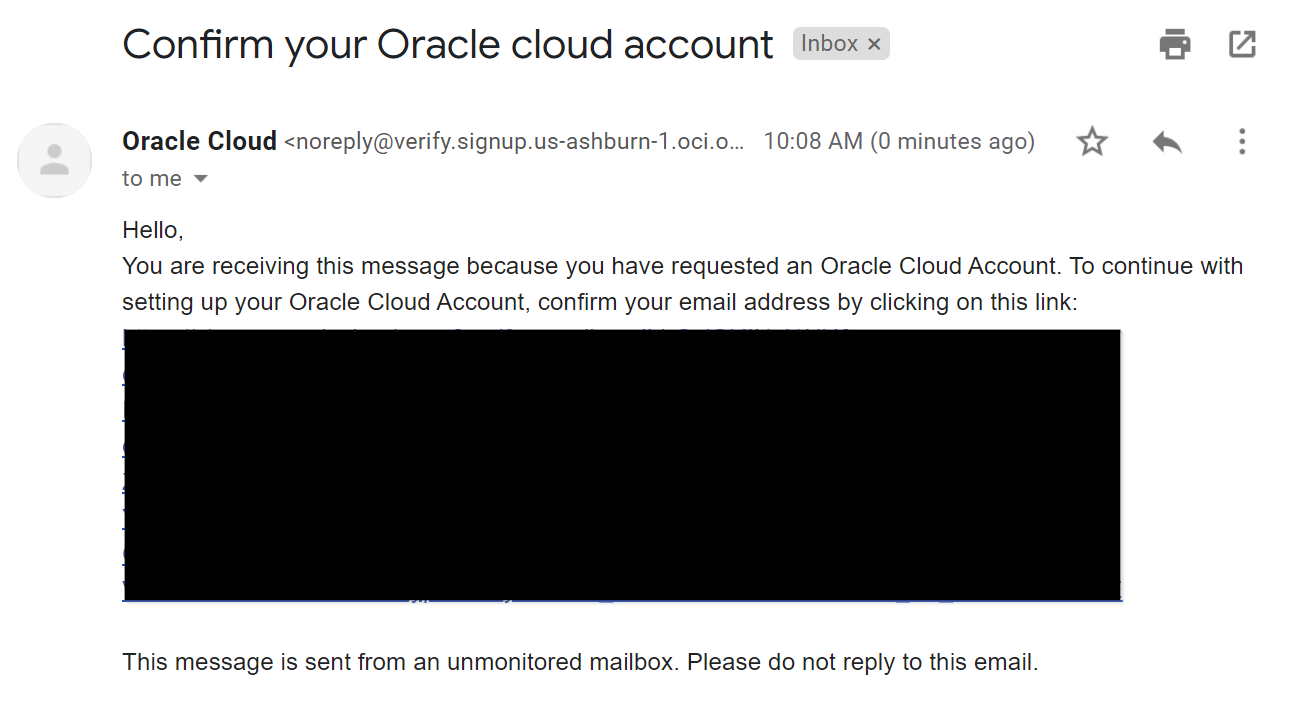 Confirm your Oracle cloud account Inbox ×
Oracle Cloud <noreply@verify.signup.us-ashburn-1.oci.o... 10:08 AM (0 minutes ago)
to me
Hello,
You are receiving this message because you have requested an Oracle Cloud Account. To continue with
setting up your Oracle Cloud Account, confirm your email address by clicking on this link:
This message is sent from an unmonitored mailbox. Please do not reply to this email.